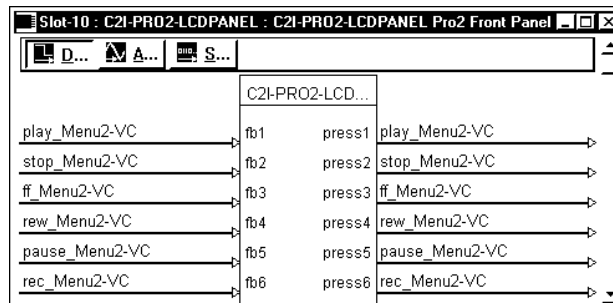 Slot-10 : C2I-PRO2-LCDPANEL : C2I-PRO2-LCDPANEL Pro2 Front Panel
D... A... S...
C2I-PRO2-LCD...
play_Menu2-VC fb1 press1 play_Menu2-VC
stop_Menu2-VC fb2 press2 stop_Menu2-VC
ff_Menu2-VC fb3 press3 ff_Menu2-VC
rew_Menu2-VC fb4 press4 rew_Menu2-VC
pause_Menu2-VC fb5 press5 pause_Menu2-VC
rec_Menu2-VC fb6 press6 rec_Menu2-VC